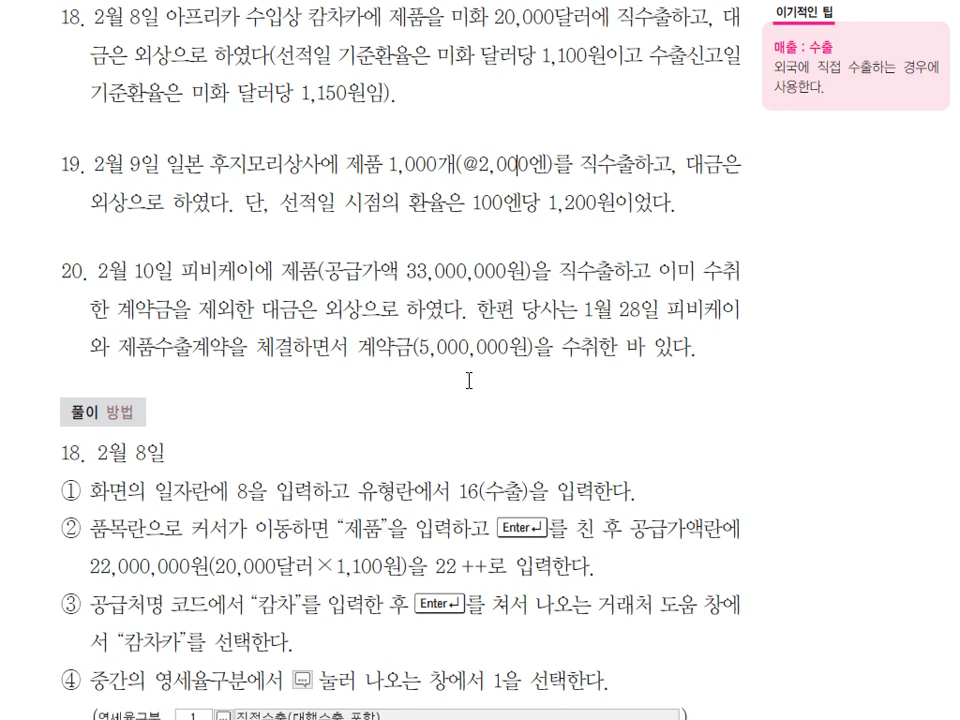 18. 2월 8일 아프리카 수입상 캄차카에 제품을 미화 20,000달러에 직수출하고, 대
금은 외상으로 하였다(선적일 기준환율은 미화 달러당 1,100원이고 수출신고일
기준환율은 미화 달러당 1,150원임).
이기적인 팁
매출 : 수출
외국에 직접 수출하는 경우에
사용한다.
19. 2월 9일 일본 후지모리상사에 제품 1,000개(@2,000엔)를 직수출하고, 대금은
외상으로 하였다. 단, 선적일 시점의 환율은 100엔당 1,200원이었다.
20. 2월 10일 피비케이에 제품(공급가액 33,000,000원)을 직수출하고 이미 수취
한 계약금을 제외한 대금은 외상으로 하였다. 한편 당사는 1월 28일 피비케이
와 제품수출계약을 체결하면서 계약금(5,000,000원)을 수취한 바 있다.
풀이 방법
18. 2월 8일
① 화면의 일자란에 8을 입력하고 유형란에서 16(수출)을 입력한다.
② 품목란으로 커서가 이동하면 “제품”을 입력하고 Enter↵를 친 후 공급가액란에
22,000,000원(20,000달러×1,100원)을 22 ++로 입력한다.
③ 공급처명 코드에서 “캄차”를 입력한 후 Enter↵를 쳐서 나오는 거래처 도움 창에
서 “캄차카”를 선택한다.
④ 중간의 영세율구분에서 … 눌러 나오는 창에서 1을 선택한다.
(영세율구분 1 … 직접수출(대행수출 포함) )